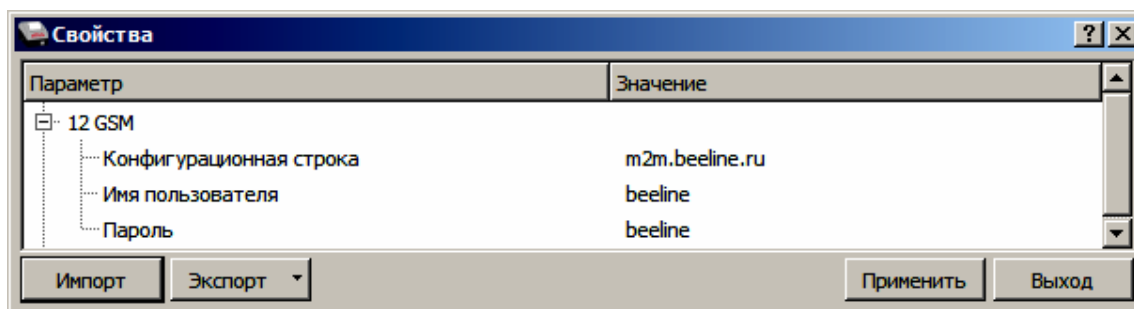 Свойства
Параметр Значение
12 GSM
Конфигурационная строка m2m.beeline.ru
Имя пользователя beeline
Пароль beeline
Импорт Экспорт Применить Выход